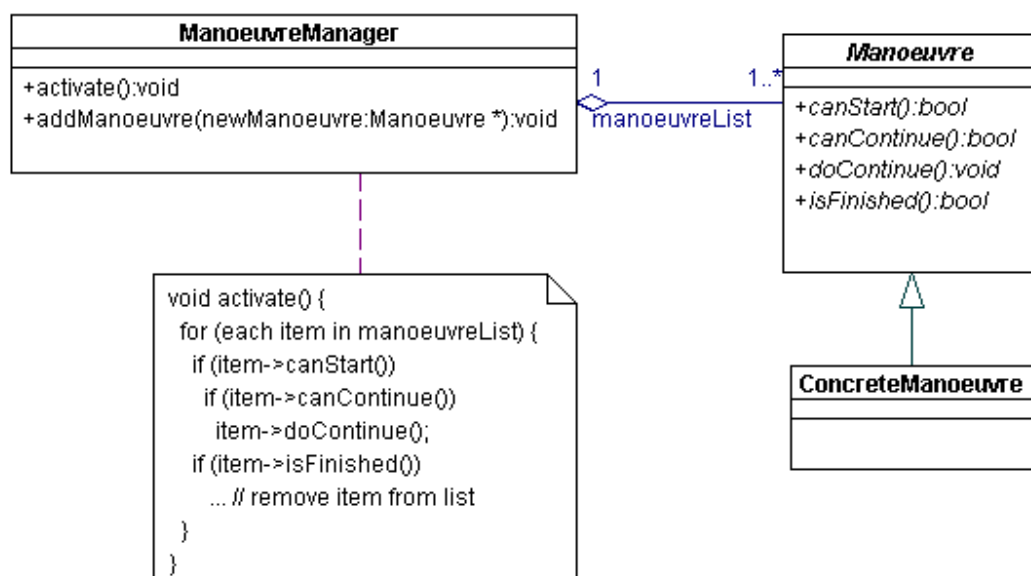 ManoeuvreManager
+activate():void
+addManoeuvre(newManoeuvre:Manoeuvre *):void
1
1..*
manoeuvreList
Manoeuvre
+canStart():bool
+canContinue():bool
+doContinue():void
+isFinished():bool
void activate() {
for (each item in manoeuvreList) {
if (item->canStart())
if (item->canContinue())
item->doContinue();
if (item->isFinished())
... // remove item from list
}
}
ConcreteManoeuvre